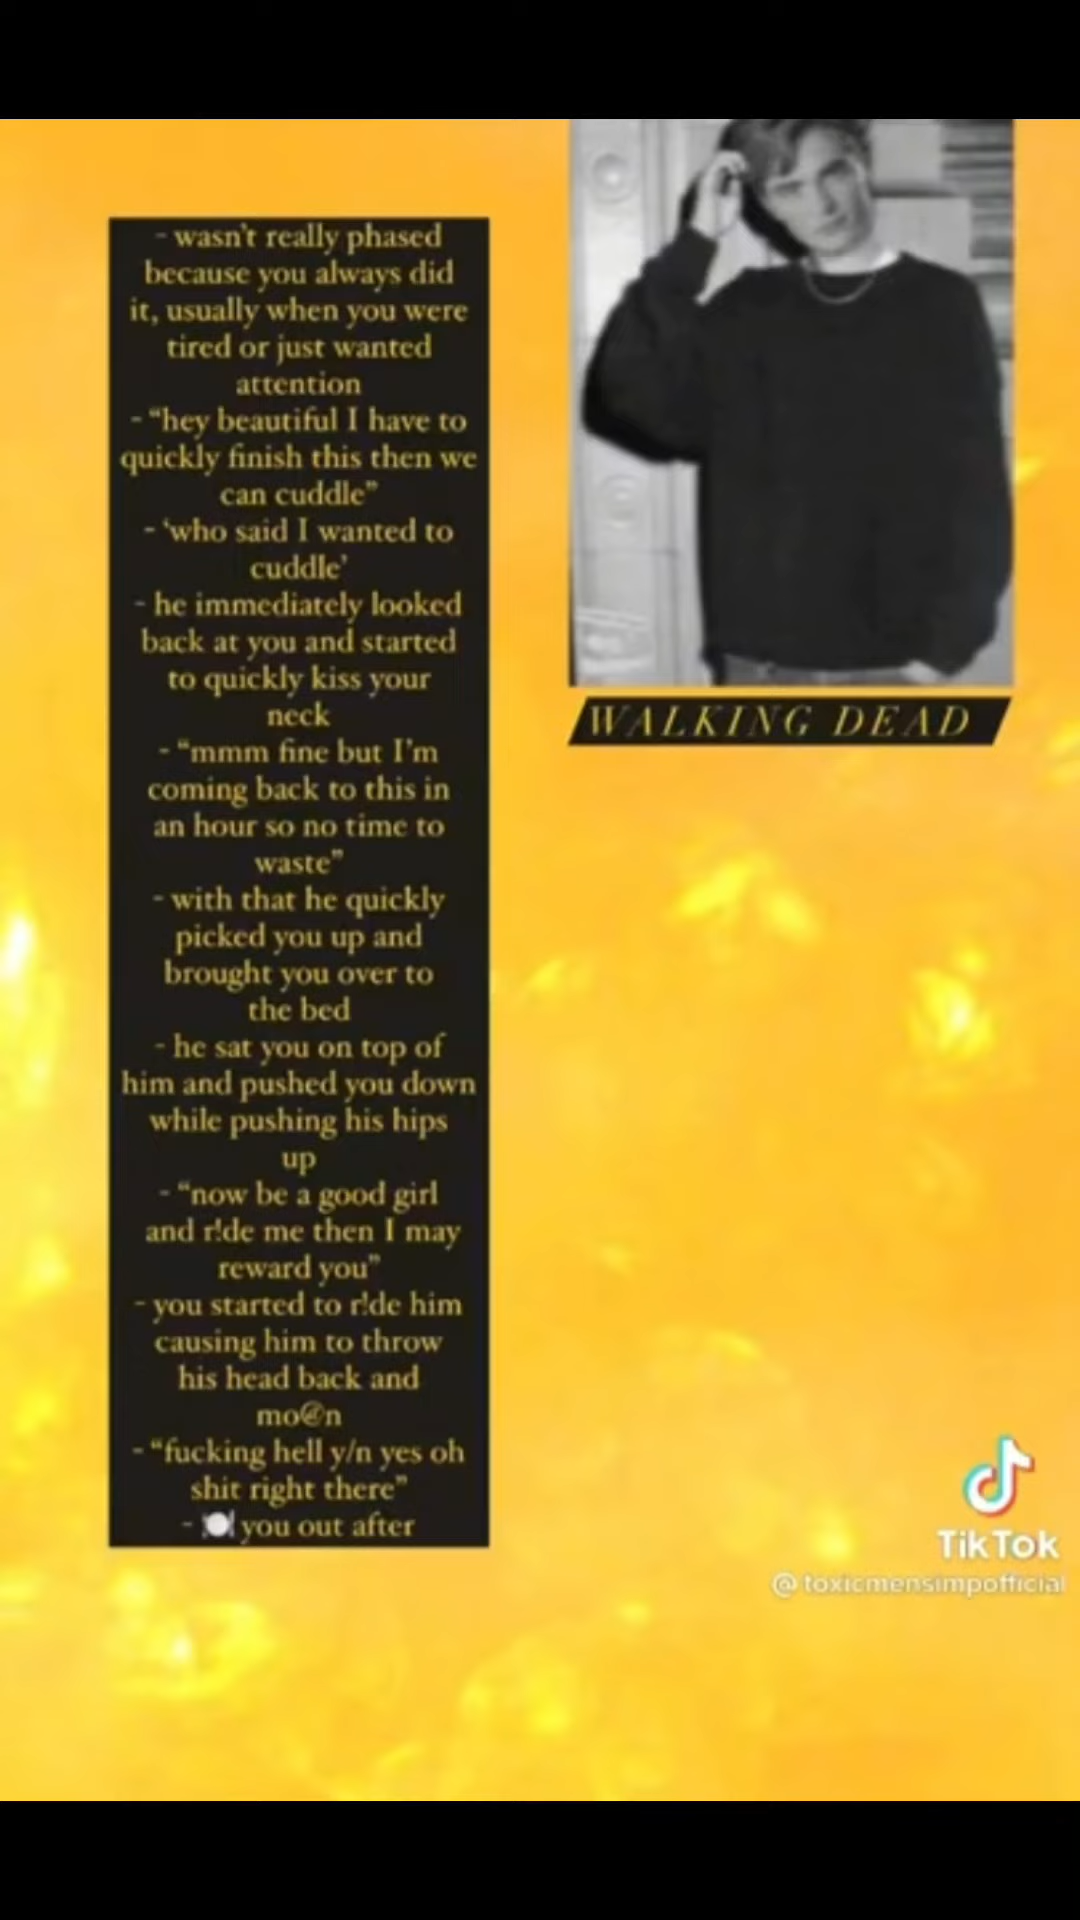 - wasn't really phased
because you always did
it, usually when you were
tired or just wanted
attention
- “hey beautiful I have to
quickly finish this then we
can cuddle”
- ‘who said I wanted to
cuddle’
- he immediately looked
back at you and started
to quickly kiss your
neck
- “mmm fine but I’m
coming back to this in
an hour so no time to
waste”
- with that he quickly
picked you up and
brought you over to
the bed
- he sat you on top of
him and pushed you down
while pushing his hips
up
- “now be a good girl
and r!de me then I may
reward you”
- you started to r!de him
causing him to throw
his head back and
mo@n
- “fucking hell y/n yes oh
shit right there”
- 🍽 you out after
WALKING DEAD
TikTok
@toxicmensimpofficial